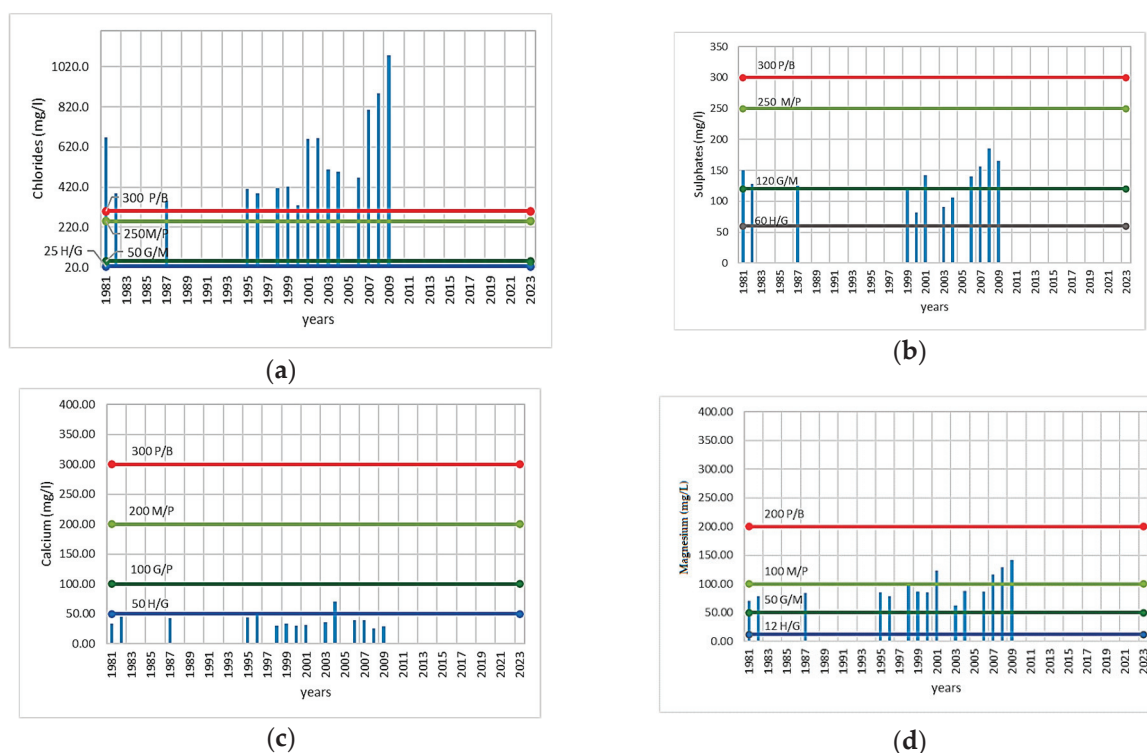 Chlorides (mg/l)
1020.0
820.0
620.0
420.0
220.0
20.0
300 P/B
250M/P
25 H/G
50 G/M
1981 1983 1985 1987 1989 1991 1993 1995 1997 1999 2001 2003 2005 2007 2009 2011 2013 2015 2017 2019 2021 2023
years
(a)
Sulphates (mg/l)
350
300
250
200
150
100
50
0
300 P/B
250 M/P
120 G/M
60 H/G
1981 1983 1985 1987 1989 1991 1993 1995 1997 1999 2001 2003 2005 2007 2009 2011 2013 2015 2017 2019 2021 2023
years
(b)
Calcium (mg/l)
400.00
350.00
300.00
250.00
200.00
150.00
100.00
50.00
0.00
300 P/B
200 M/P
100 G/P
50 H/G
1981 1983 1985 1987 1989 1991 1993 1995 1997 1999 2001 2003 2005 2007 2009 2011 2013 2015 2017 2019 2021 2023
years
(c)
Magnesium (mg/L)
400.00
350.00
300.00
250.00
200.00
150.00
100.00
50.00
0.00
200 P/B
100 M/P
50 G/M
12 H/G
1981 1983 1985 1987 1989 1991 1993 1995 1997 1999 2001 2003 2005 2007 2009 2011 2013 2015 2017 2019 2021 2023
years
(d)